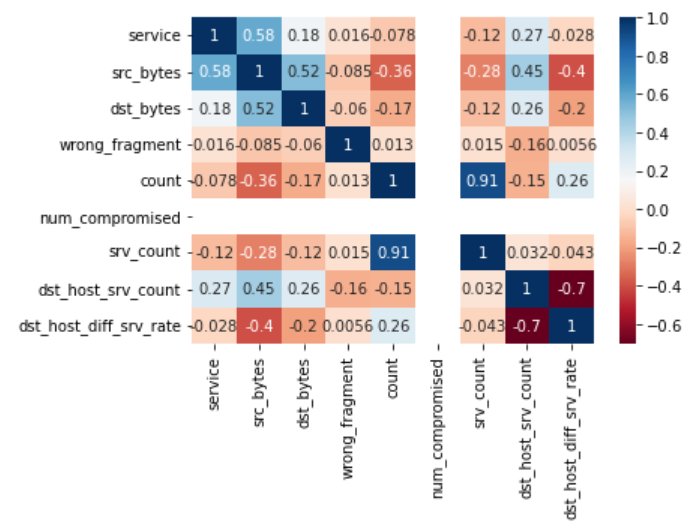 service 1 0.58 0.18 0.016 -0.078 -0.12 0.27 -0.028
src_bytes 0.58 1 0.52 -0.085 -0.36 -0.28 0.45 -0.4
dst_bytes 0.18 0.52 1 -0.06 -0.17 -0.12 0.26 -0.2
wrong_fragment -0.016 -0.085 -0.06 1 0.013 0.015 -0.16 0.0056
count -0.078 -0.36 -0.17 0.013 1 0.91 -0.15 0.26
num_compromised
srv_count -0.12 -0.28 -0.12 0.015 0.91 1 0.032 -0.043
dst_host_srv_count 0.27 0.45 0.26 -0.16 -0.15 0.032 1 -0.7
dst_host_diff_srv_rate -0.028 -0.4 -0.2 0.0056 0.26 -0.043 -0.7 1
service
src_bytes
dst_bytes
wrong_fragment
count
num_compromised
srv_count
dst_host_srv_count
dst_host_diff_srv_rate
1.0
0.8
0.6
0.4
0.2
0.0
−0.2
−0.4
−0.6